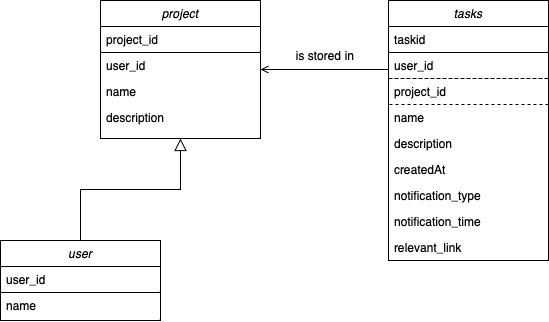 project
project_id
user_id
name
description
is stored in
tasks
taskid
user_id
project_id
name
description
createdAt
notification_type
notification_time
relevant_link
user
user_id
name